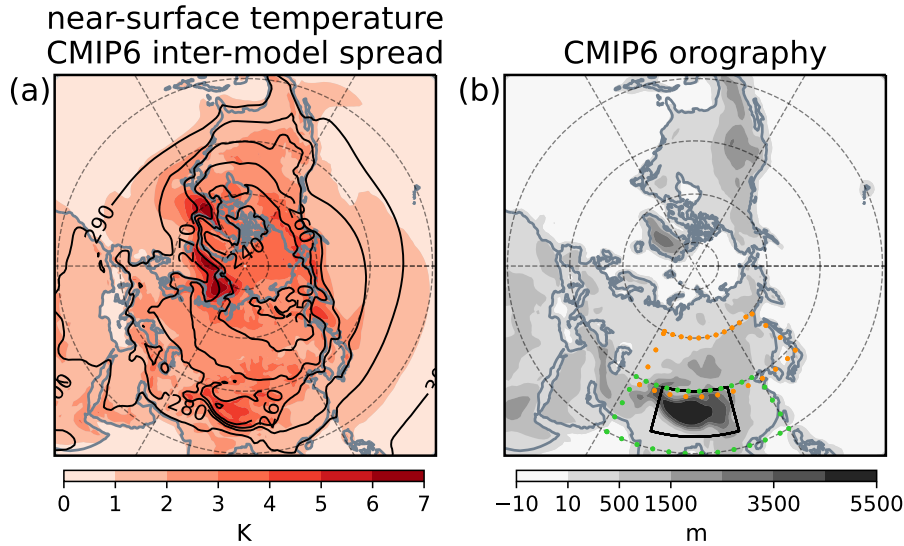 near-surface temperature
CMIP6 inter-model spread
CMIP6 orography
(a)
(b)
290
270
260
240
250
280
260
0 1 2 3 4 5 6 7
K
−10 10 500 1500 3500 5500
m